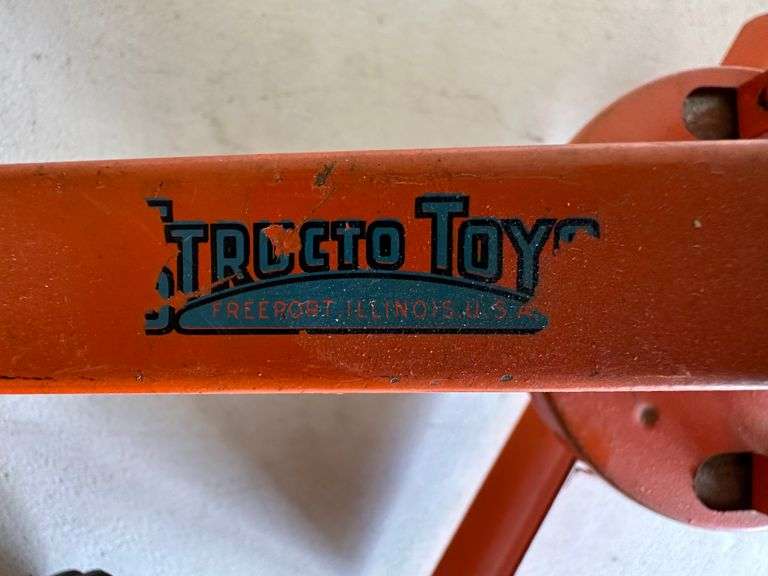 STRUCTO TOYS
FREEPORT ILLINOIS. U.S.A.